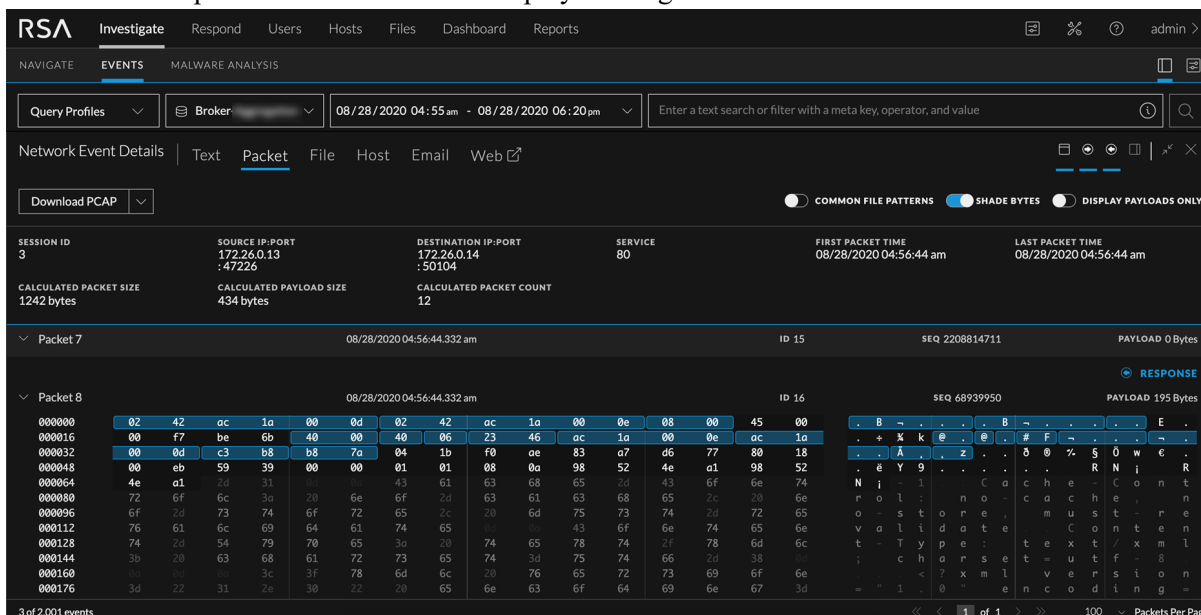 RSA Investigate Respond Users Hosts Files Dashboard Reports admin >
NAVIGATE EVENTS MALWARE ANALYSIS
Query Profiles Broker 08/28/2020 04:55 am - 08/28/2020 06:20 pm Enter a text search or filter with a meta key, operator, and value
Network Event Details Text Packet File Host Email Web
Download PCAP COMMON FILE PATTERNS SHADE BYTES DISPLAY PAYLOADS ONLY
SESSION ID SOURCE IP:PORT DESTINATION IP:PORT SERVICE FIRST PACKET TIME LAST PACKET TIME
3 172.26.0.13 172.26.0.14 80 08/28/2020 04:56:44 am 08/28/2020 04:56:44 am
: 47226 : 50104
CALCULATED PACKET SIZE CALCULATED PAYLOAD SIZE CALCULATED PACKET COUNT
1242 bytes 434 bytes 12
Packet 7 08/28/2020 04:56:44.332 am ID 15 SEQ 2208814711 PAYLOAD 0 Bytes
RESPONSE
Packet 8 08/28/2020 04:56:44.332 am ID 16 SEQ 68939950 PAYLOAD 195 Bytes
000000 02 42 ac 1a 00 0d 02 42 ac 1a 00 0e 08 00 45 00 . B ¬ . . . . B ¬ . . . . . E .
000016 00 f7 be 6b 40 00 40 06 23 46 ac 1a 00 0e ac 1a . ÷ ¾ k @ . @ . # F ¬ . . . ¬ .
000032 00 0d c3 b8 b8 7a 04 1b f0 ae 83 a7 d6 77 80 18 . . Ã . . z . . ð ® . § Ö w € .
000048 00 eb 59 39 00 00 01 01 08 0a 98 52 4e a1 98 52 . ë Y 9 . . . . . . R N ¡ R
000064 4e a1 2d 31 0d 0a 43 61 63 68 65 2d 43 6f 6e 74 N ¡ - 1 C a c h e - C o n t
000080 72 6f 6c 3a 20 6e 6f 2d 63 61 63 68 65 2c 20 6e r o l : n o - c a c h e , n
000096 6f 2d 73 74 6f 72 65 2c 20 6d 75 73 74 2d 72 65 o - s t o r e , m u s t - r e
000112 76 61 6c 69 64 61 74 65 0d 0a 43 6f 6e 74 65 6e v a l i d a t e C o n t e n
000128 74 2d 54 79 70 65 3a 20 74 65 78 74 2f 78 6d 6c t - T y p e : t e x t / x m l
000144 3b 20 63 68 61 72 73 65 74 3d 75 74 66 2d 38 0d ; c h a r s e t = u t f - 8
000160 0a 0d 0a 3c 3f 78 6d 6c 20 76 65 72 73 69 6f 6e < ? x m l v e r s i o n
000176 3d 22 31 2e 30 22 20 65 6e 63 6f 64 69 6e 67 3d = " 1 . 0 " e n c o d i n g =
3 of 2,001 events << < 1 of 1 > >> 100 Packets Per Pa